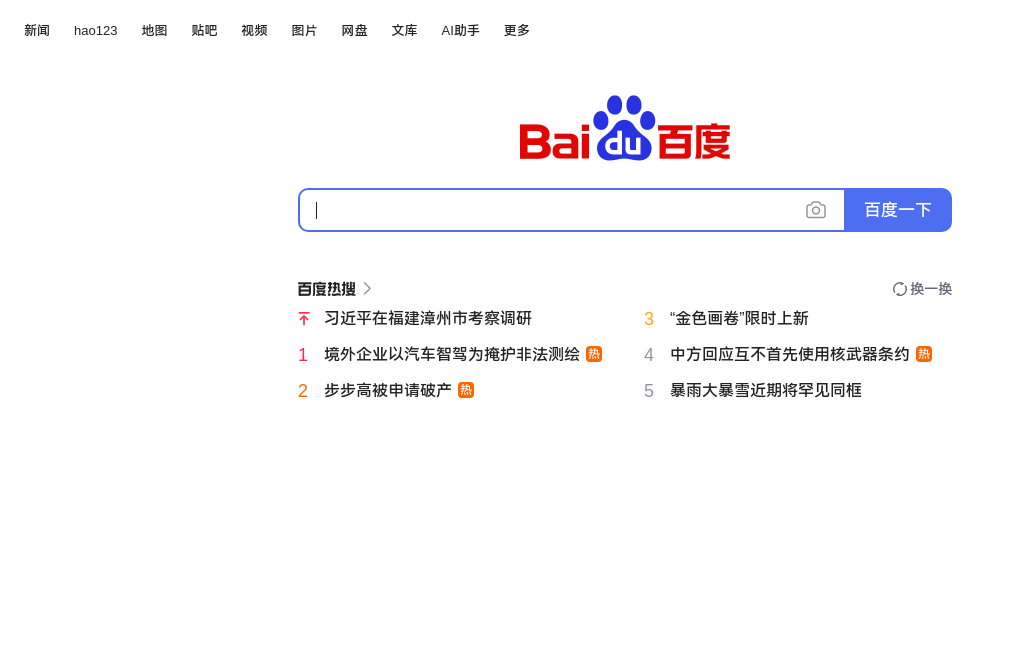 新闻 hao123 地图 贴吧 视频 图片 网盘 文库 AI助手 更多
Baidu百度
百度一下
百度热搜 换一换
习近平在福建漳州市考察调研
1 境外企业以汽车智驾为掩护非法测绘 热
2 步步高被申请破产 热
3 “金色画卷”限时上新
4 中方回应互不首先使用核武器条约 热
5 暴雨大暴雪近期将罕见同框